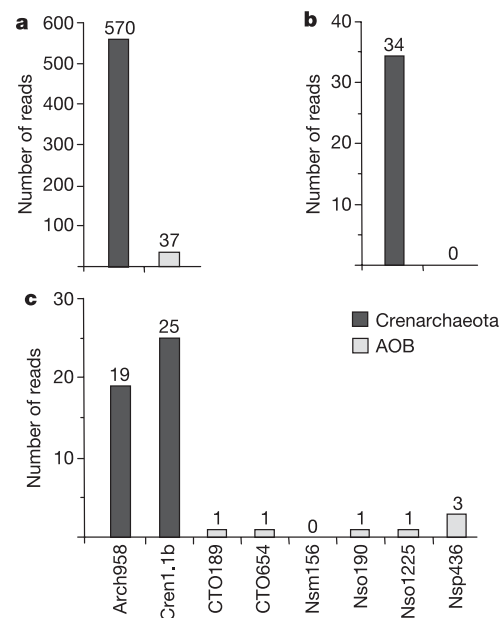 a
Number of reads
600
500
400
300
200
100
570
37
b
Number of reads
40
30
20
10
34
0
c
Number of reads
30
20
10
19
25
1
1
0
1
1
3
Crenarchaeota
AOB
Arch958
Cren1.1b
CTO189
CTO654
Nsm156
Nso190
Nso1225
Nsp436